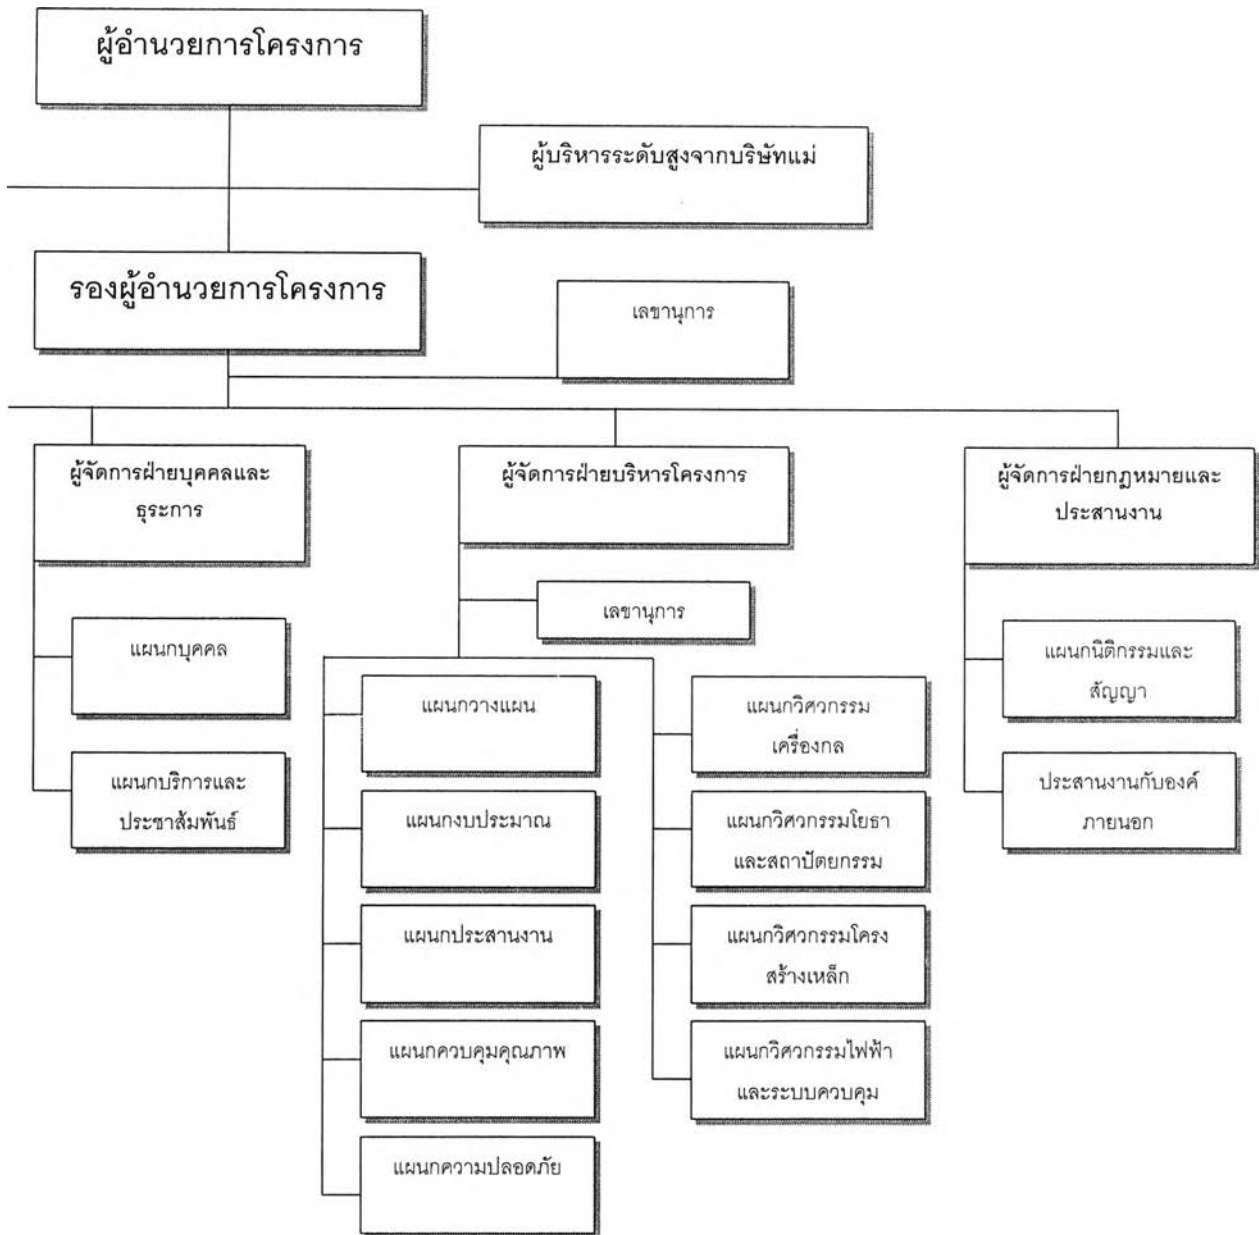 ผู้อำนวยการโครงการ
ผู้บริหารระดับสูงจากบริษัทแม่
รองผู้อำนวยการโครงการ
เลขานุการ
ผู้จัดการฝ่ายบุคคลและ
ธุระการ
ผู้จัดการฝ่ายบริหารโครงการ
ผู้จัดการฝ่ายกฎหมายและ
ประสานงาน
เลขานุการ
แผนกบุคคล
แผนกบริการและ
ประชาสัมพันธ์
แผนกวางแผน
แผนกงบประมาณ
แผนกประสานงาน
แผนกควบคุมคุณภาพ
แผนกความปลอดภัย
แผนกวิศวกรรม
เครื่องกล
แผนกวิศวกรรมโยธา
และสถาปัตยกรรม
แผนกวิศวกรรมโครง
สร้างเหล็ก
แผนกวิศวกรรมไฟฟ้า
และระบบควบคุม
แผนกนิติกรรมและ
สัญญา
ประสานงานกับองค์
ภายนอก